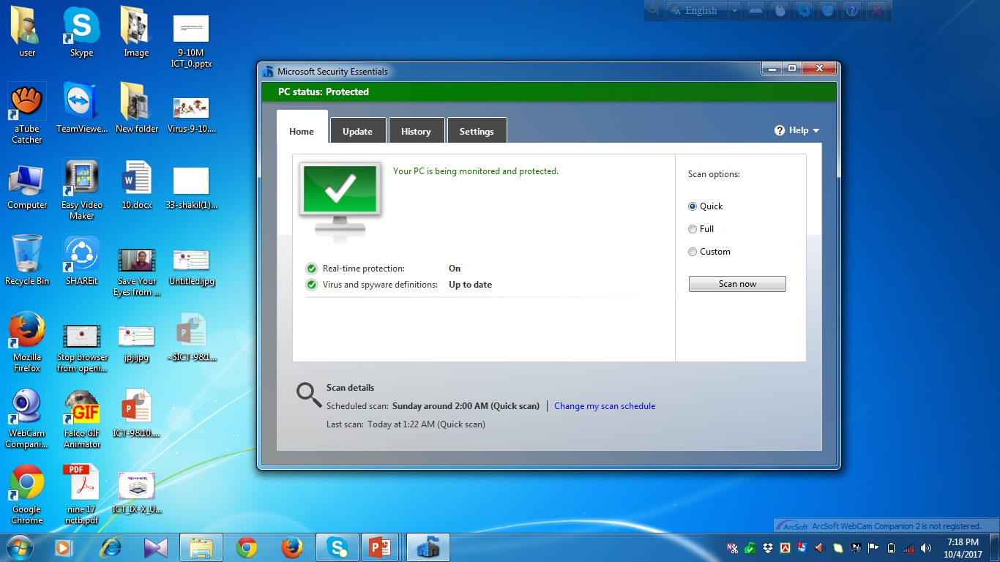 English
user
Skype
Image
9-10M
ICT_0.pptx
aTube
Catcher
TeamViewe...
New folder
Virus-9-10....
Computer
Easy Video
Maker
10.docx
33-shakil(1)...
Recycle Bin
SHAREit
Save Your
Eyes from ...
Untitled.jpg
Mozilla
Firefox
Stop browser
from openi...
jpj.jpg
~$ICT-9&1...
WebCam
Compani...
GIF
Falco GIF
Animator
ICT-9&10....
Google
Chrome
PDF
nine 17
nctb.pdf
স্বাগতম
ICT_IX-X_U...
Microsoft Security Essentials
PC status: Protected
Home
Update
History
Settings
Help
Your PC is being monitored and protected.
Real-time protection: On
Virus and spyware definitions: Up to date
Scan options:
Quick
Full
Custom
Scan now
Scan details
Scheduled scan: Sunday around 2:00 AM (Quick scan) | Change my scan schedule
Last scan: Today at 1:22 AM (Quick scan)
ArcSoft ArcSoft WebCam Companion 2 is not registered.
7:18 PM
10/4/2017